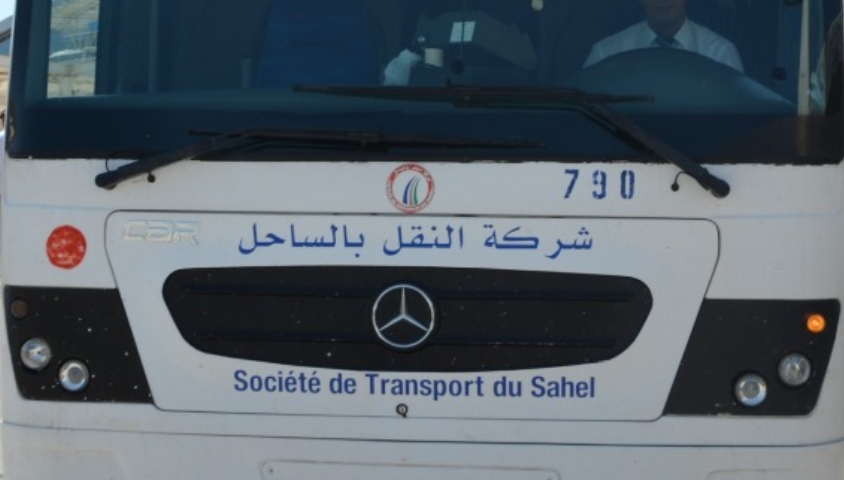 790
CBR
شركة النقل بالساحل
Société de Transport du Sahel